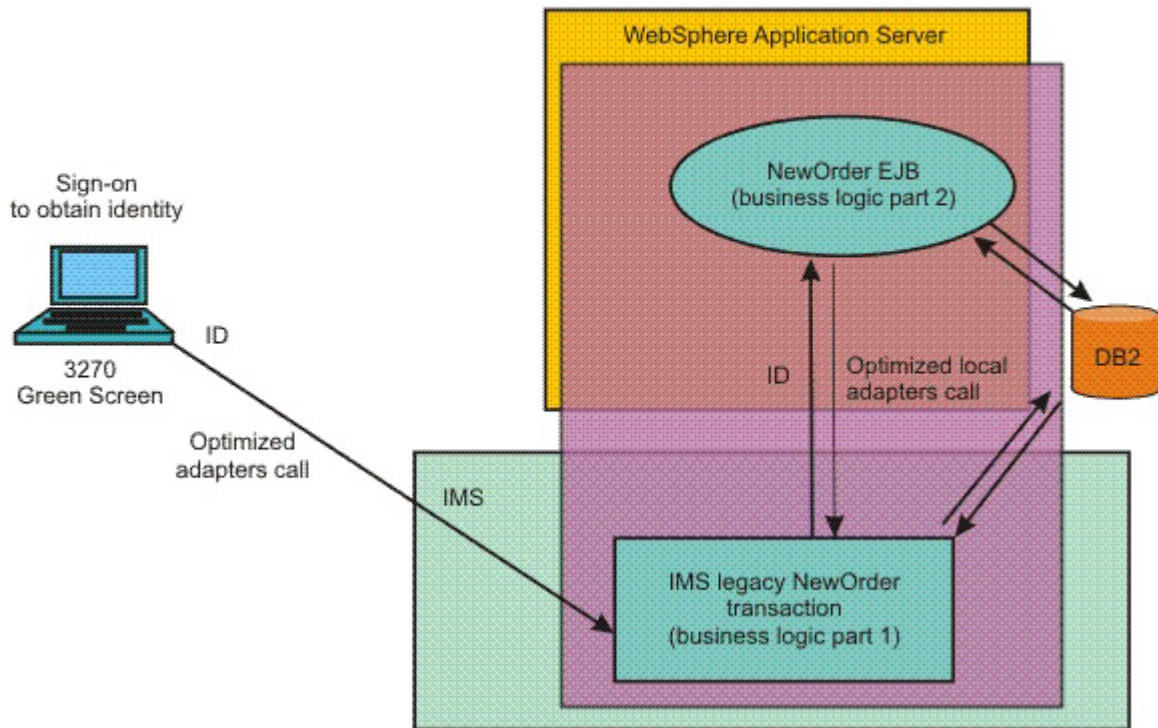 WebSphere Application Server
NewOrder EJB
(business logic part 2)
Sign-on
to obtain identity
ID
3270
Green Screen
Optimized
adapters call
ID
Optimized local
adapters call
DB2
IMS
IMS legacy NewOrder
transaction
(business logic part 1)